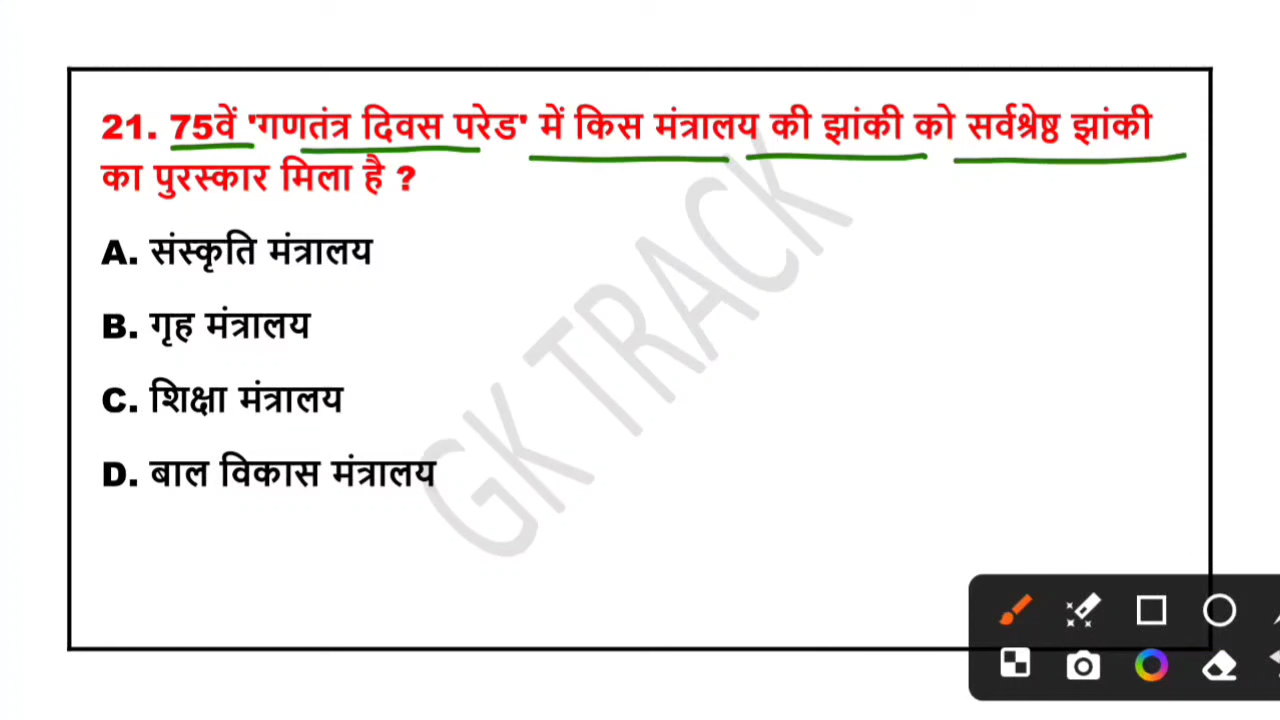 21. 75वें 'गणतंत्र दिवस परेड' में किस मंत्रालय की झांकी को सर्वश्रेष्ठ झांकी
का पुरस्कार मिला है ?
A. संस्कृति मंत्रालय
B. गृह मंत्रालय
C. शिक्षा मंत्रालय
D. बाल विकास मंत्रालय
GK TRACK